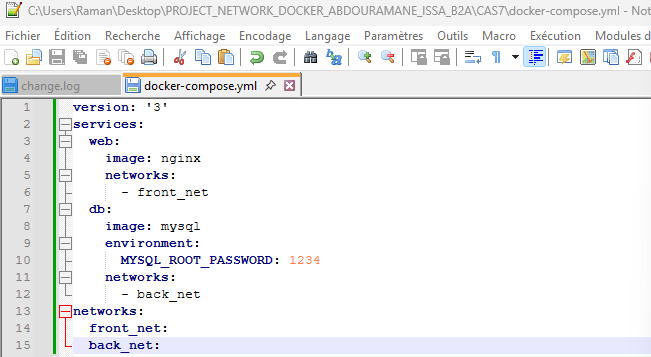 C:\Users\Raman\Desktop\PROJECT_NETWORK_DOCKER_ABDOURAMANE_ISSA_B2A\CAS7\docker-compose.yml - Not
Fichier Édition Recherche Affichage Encodage Langage Paramètres Outils Macro Exécution Modules d
change.log docker-compose.yml
1 version: '3'
2 services:
3   web:
4     image: nginx
5     networks:
6       - front_net
7   db:
8     image: mysql
9     environment:
10       MYSQL_ROOT_PASSWORD: 1234
11     networks:
12       - back_net
13 networks:
14   front_net:
15   back_net: